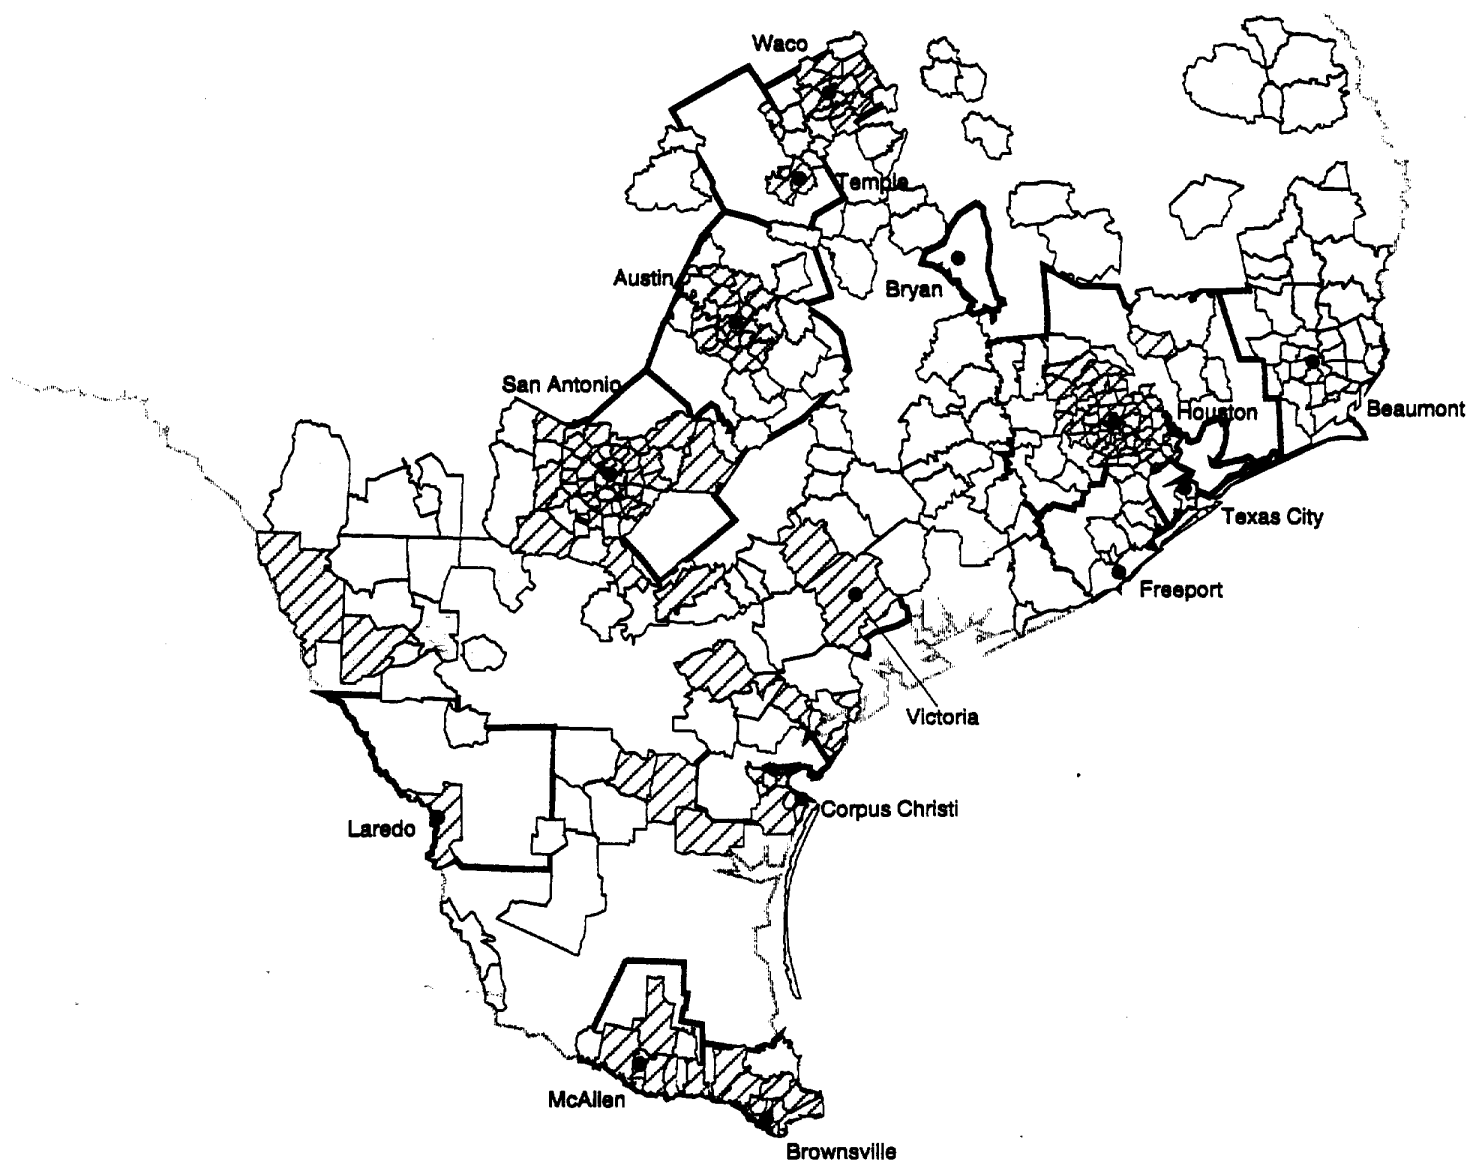 Waco
Temple
Austin
Bryan
San Antonio
Houston
Beaumont
Texas City
Freeport
Victoria
Laredo
Corpus Christi
McAllen
Brownsville